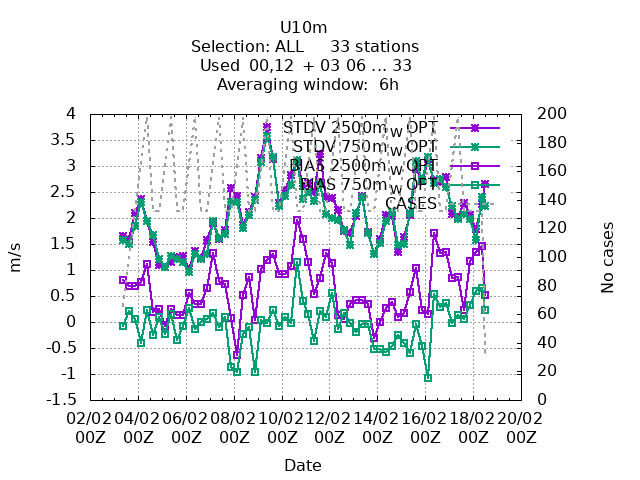 U10m
Selection: ALL 33 stations
Used 00,12 + 03 06 ... 33
Averaging window: 6h
4
3.5
3
2.5
2
1.5
1
0.5
0
-0.5
-1
-1.5
m/s
200
180
160
140
120
100
80
60
40
20
0
No cases
STDV 2500mwOPT
STDV 750mwOPT
BIAS 2500mwOPT
BIAS 750mwOPT
CASES
02/02 04/02 06/02 08/02 10/02 12/02 14/02 16/02 18/02 20/02
00Z 00Z 00Z 00Z 00Z 00Z 00Z 00Z 00Z 00Z
Date